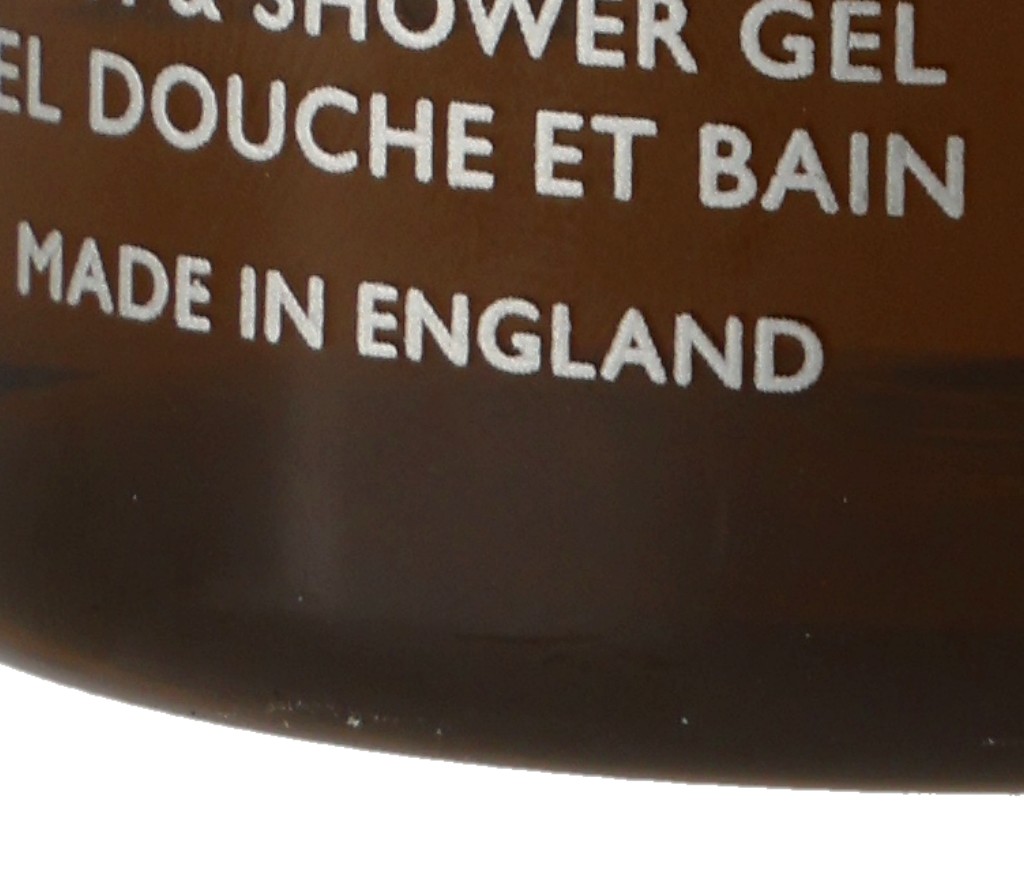 & SHOWER GEL
EL DOUCHE ET BAIN
MADE IN ENGLAND